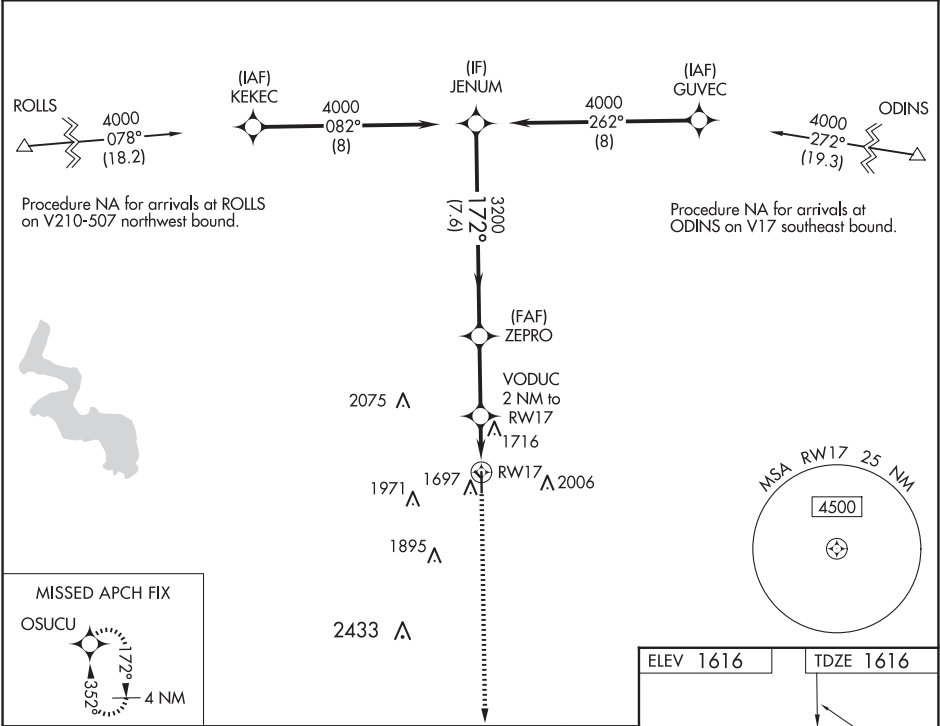 ROLLS
4000
078°
(18.2)
(IAF)
KEKEC
4000
082°
(8)
(IF)
JENUM
4000
262°
(8)
(IAF)
GUVEC
4000
272°
(19.3)
ODINS
Procedure NA for arrivals at ROLLS
on V210-507 northwest bound.
Procedure NA for arrivals at
ODINS on V17 southeast bound.
3200
172°
(7.6)
(FAF)
ZEPRO
VODUC
2 NM to
RW17
2075
1716
RW17
2006
1697
1971
1895
2433
MSA RW17 25 NM
4500
MISSED APCH FIX
OSUCU
172°
352°
4 NM
ELEV 1616
TDZE 1616